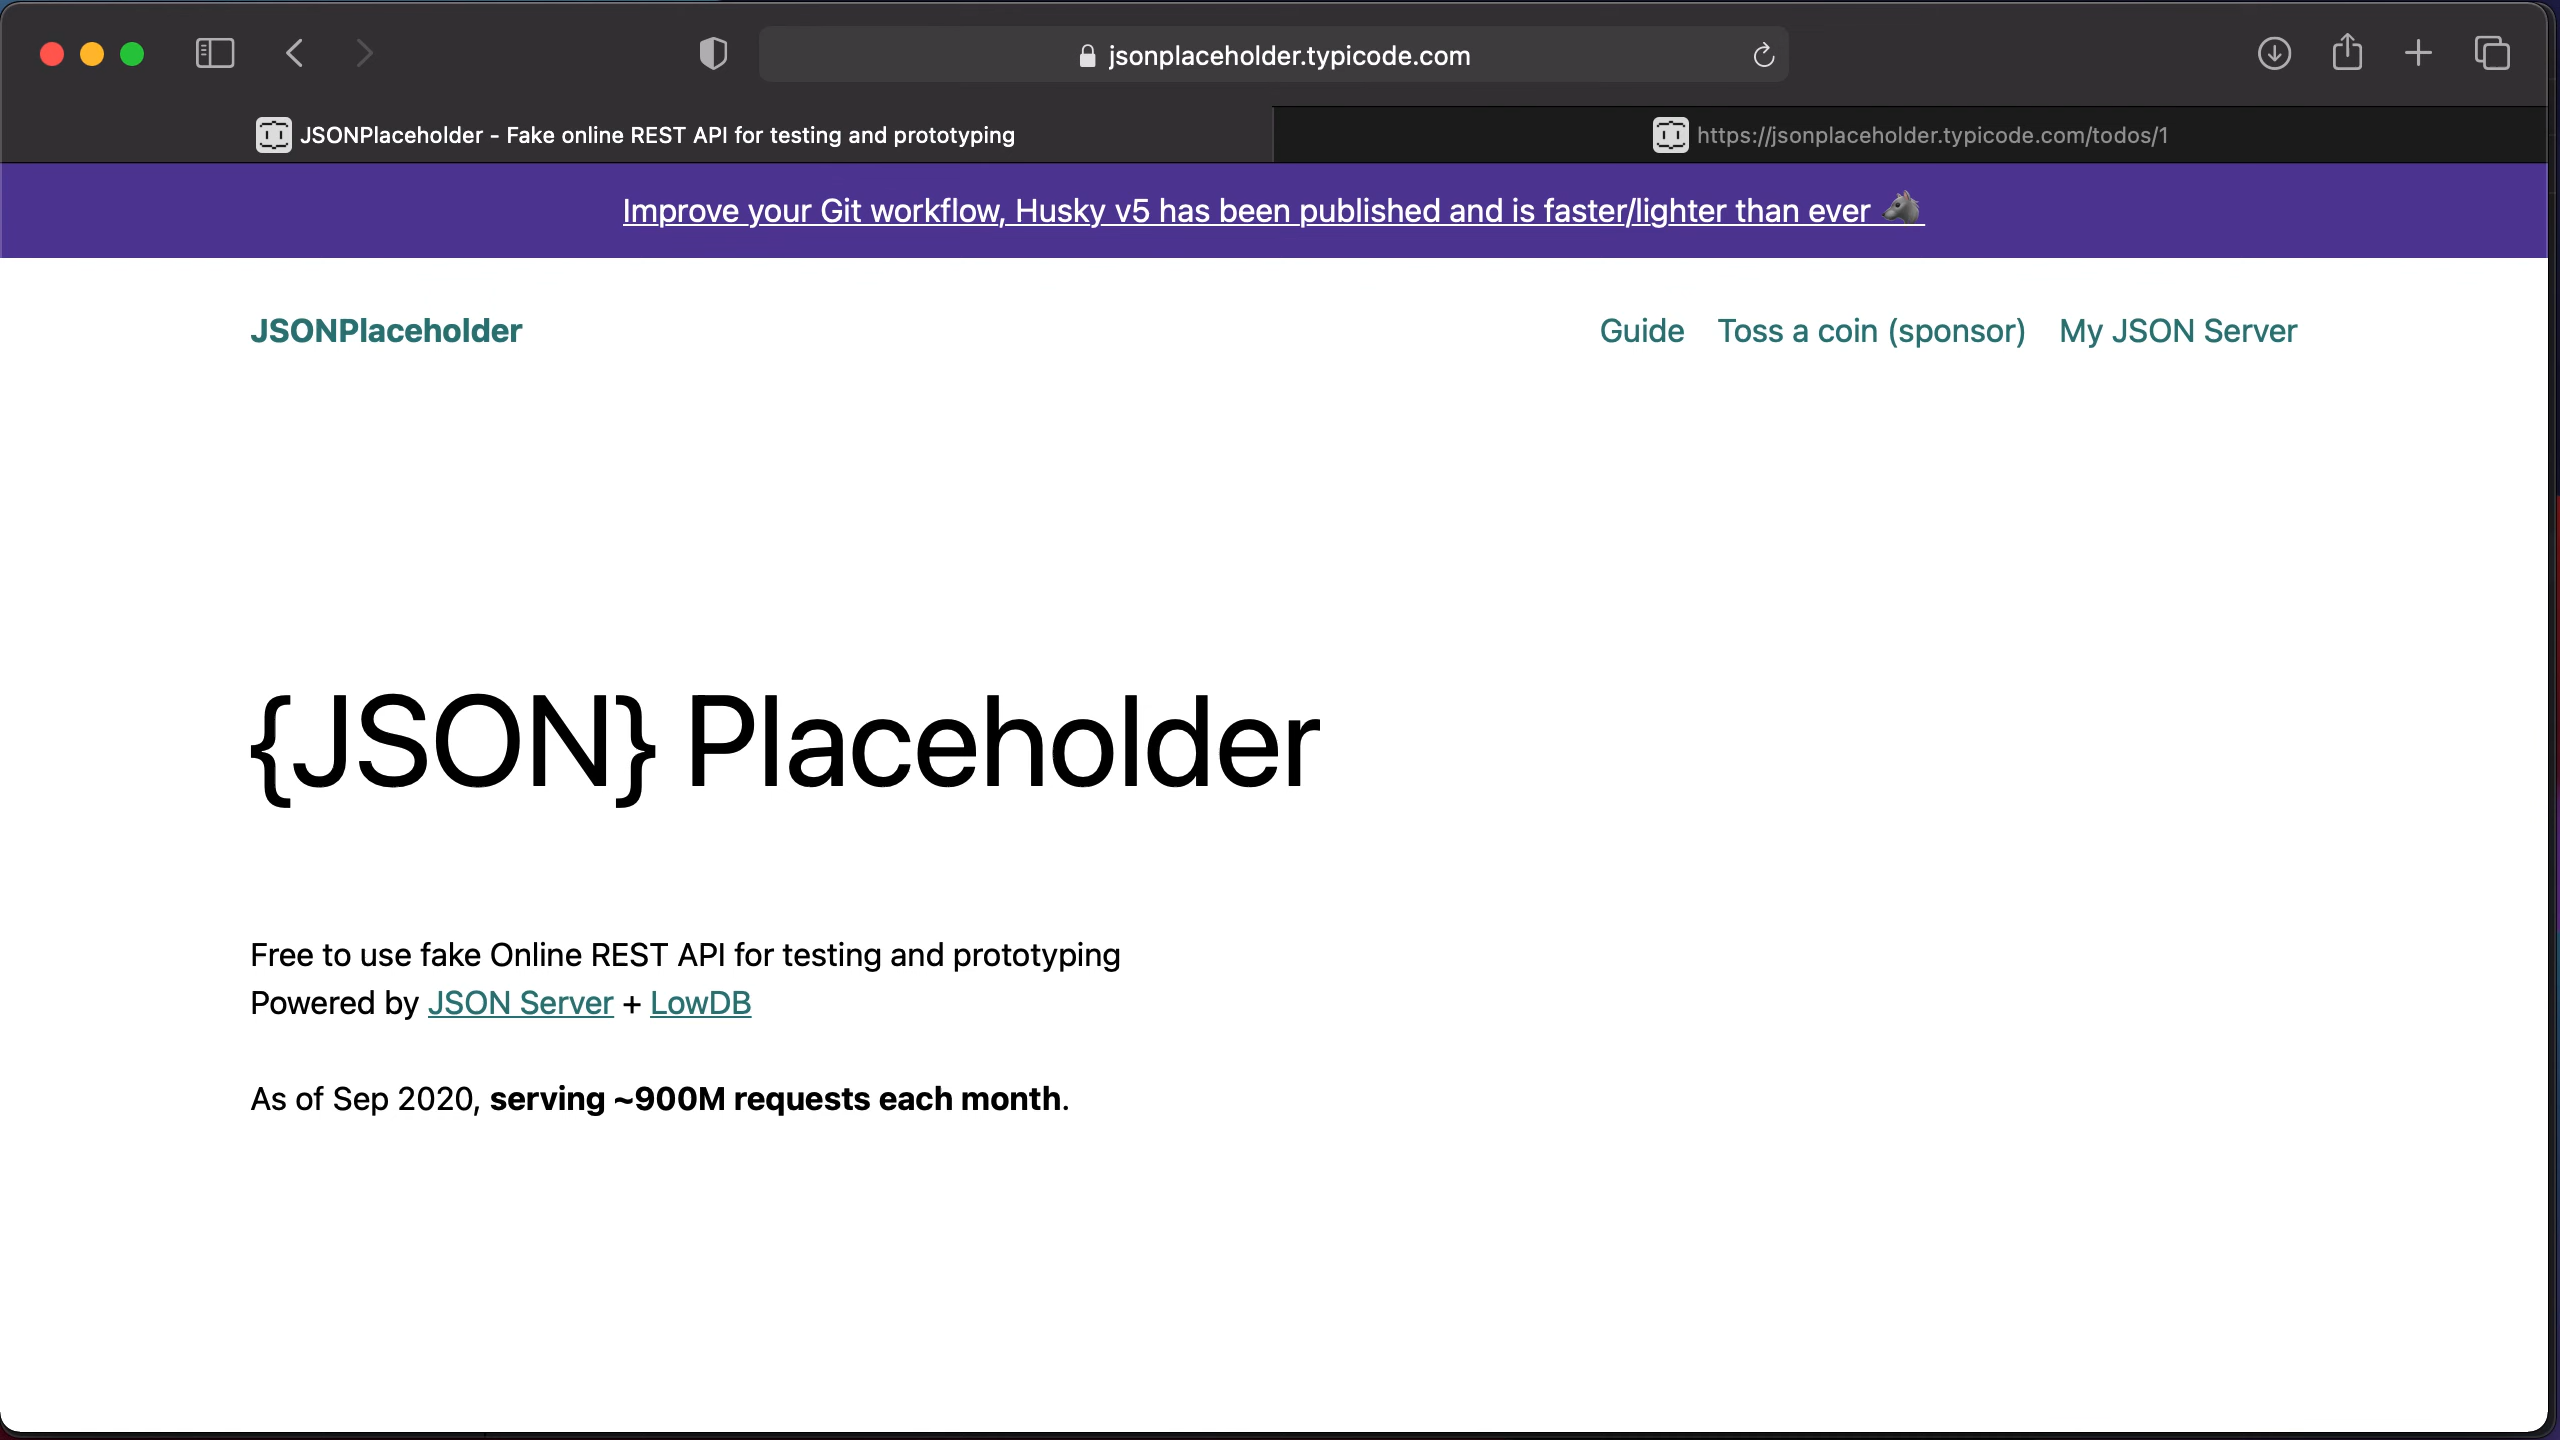 jsonplaceholder.typicode.com
JSONPlaceholder - Fake online REST API for testing and prototyping
https://jsonplaceholder.typicode.com/todos/1
Improve your Git workflow, Husky v5 has been published and is faster/lighter than ever 🐺
JSONPlaceholder
Guide Toss a coin (sponsor) My JSON Server
{JSON} Placeholder
Free to use fake Online REST API for testing and prototyping
Powered by JSON Server + LowDB
As of Sep 2020, serving ~900M requests each month.